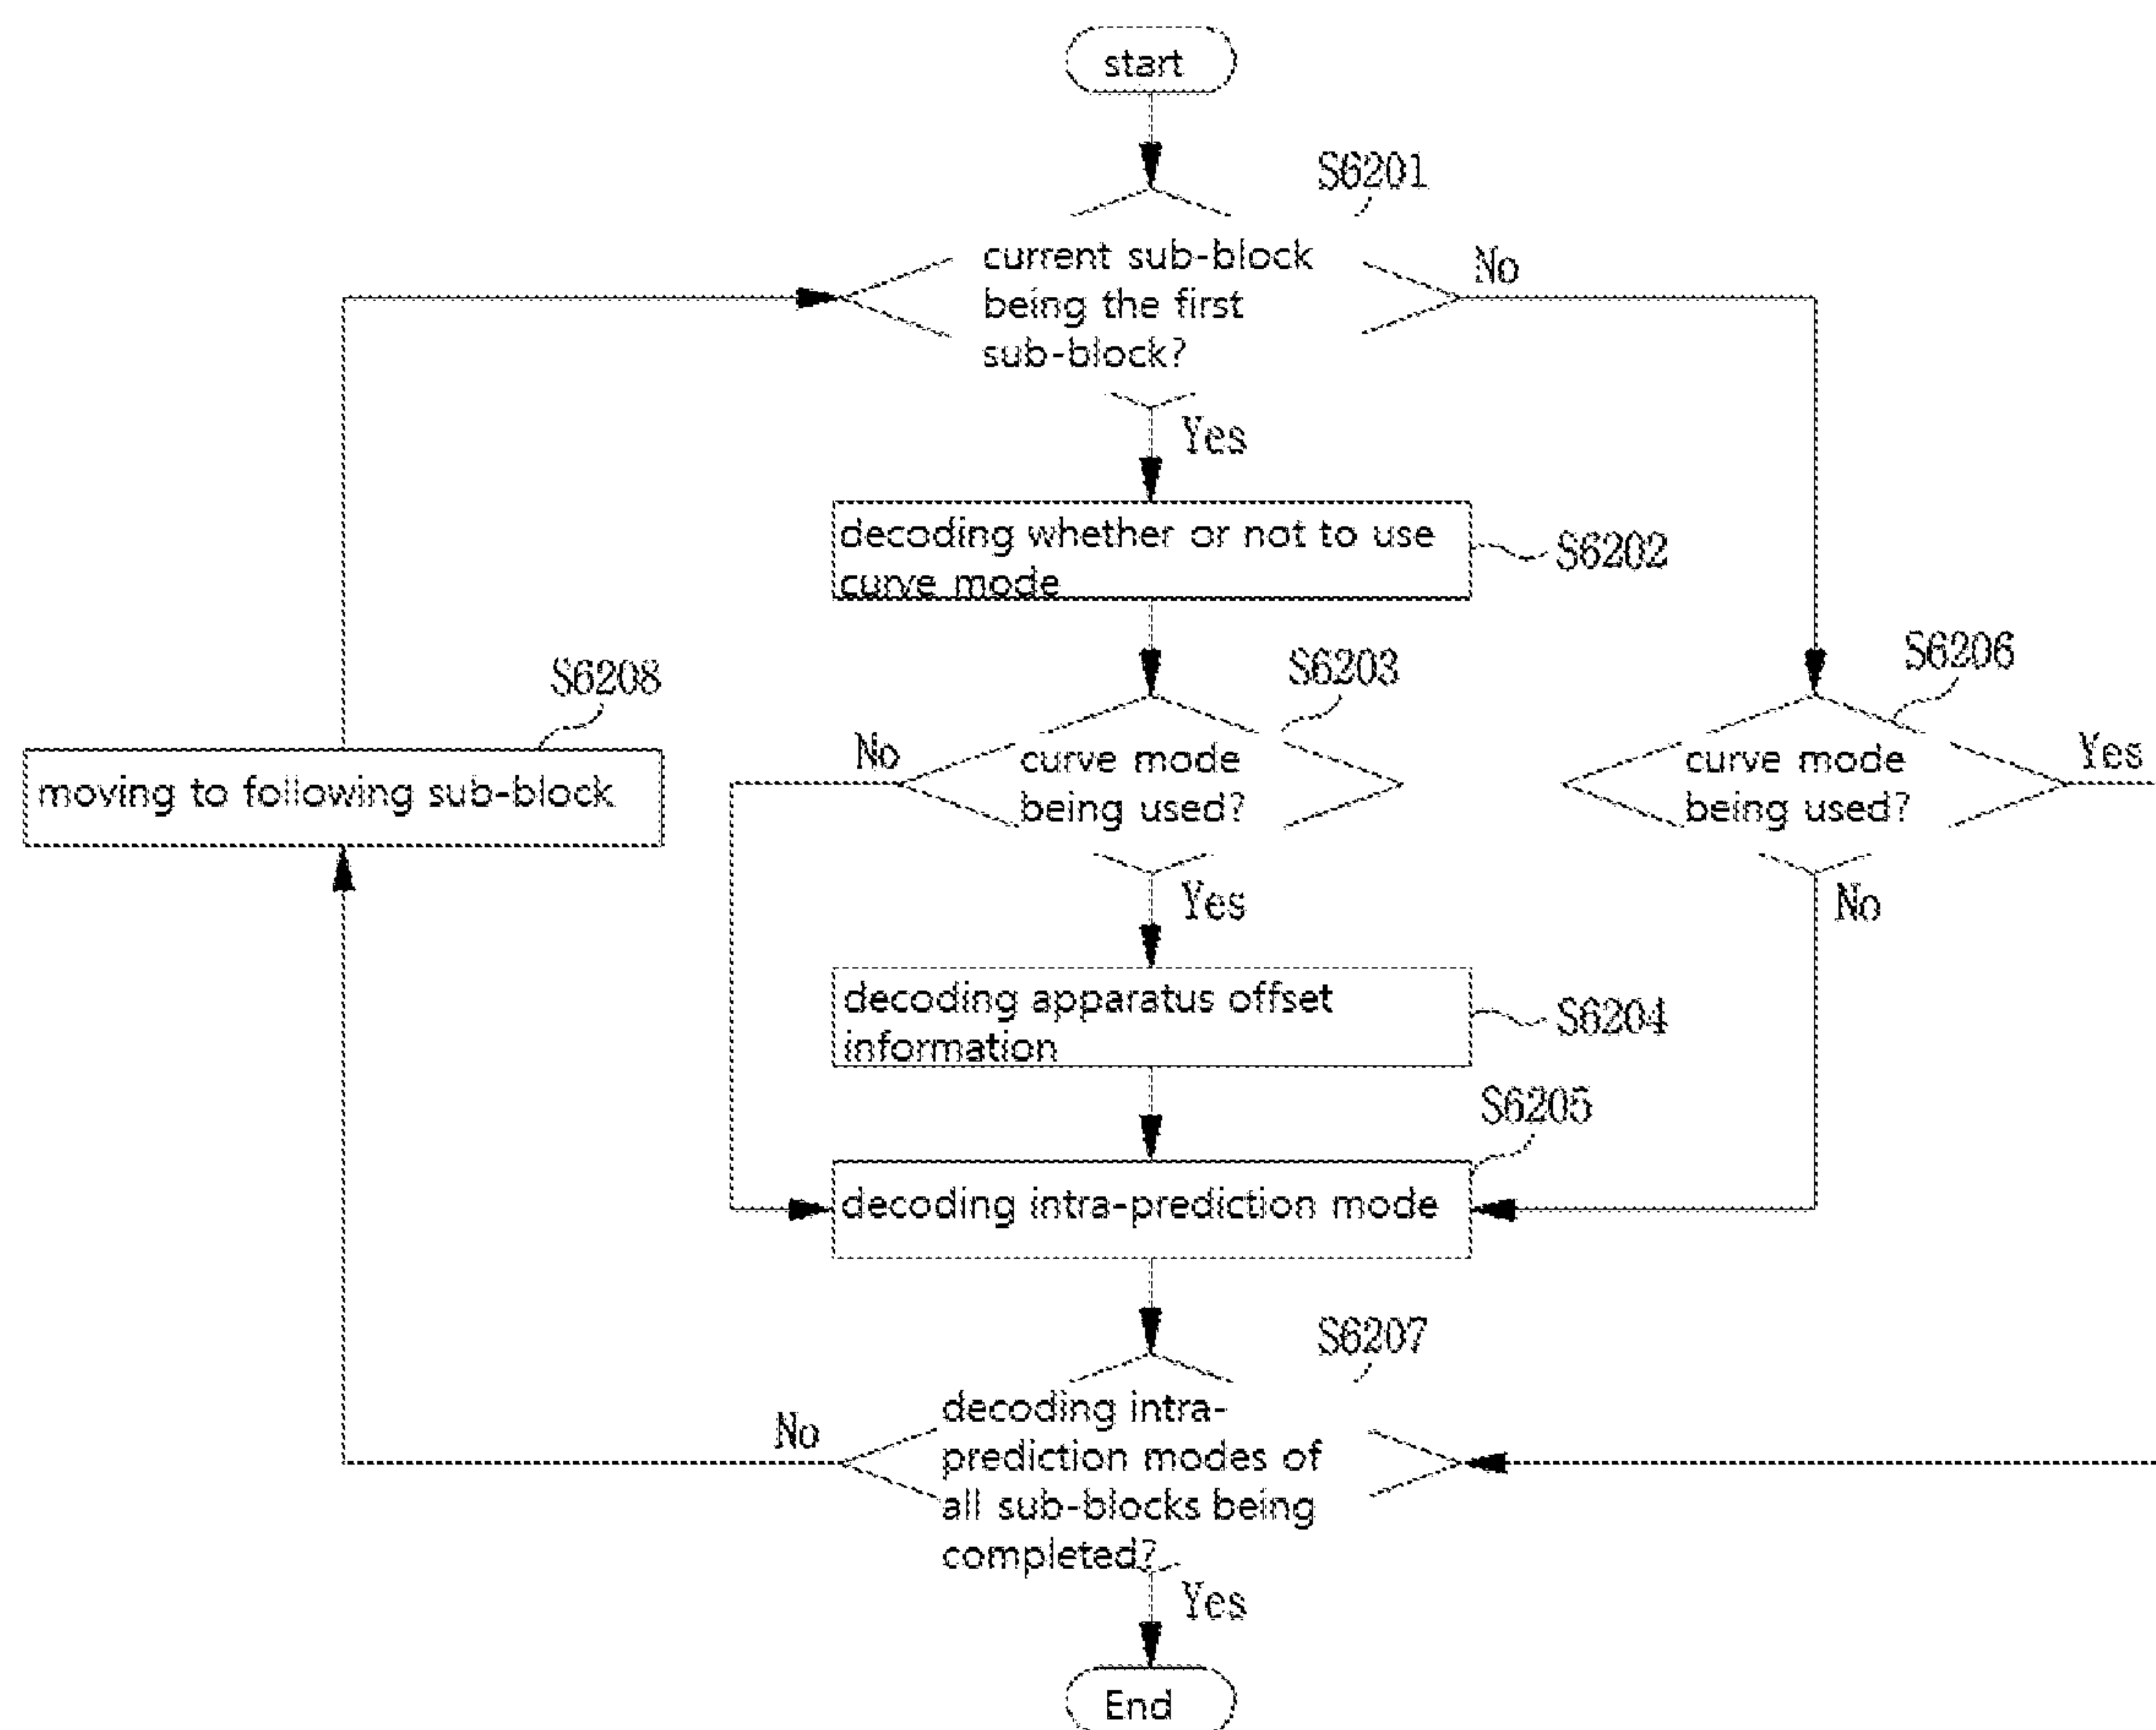 start
S6201
current sub-block
being the first
sub-block?
No
Yes
decoding whether or not to use
curve mode
S6202
S6203
S6206
S6208
No
curve mode
being used?
curve mode
being used?
Yes
moving to following sub-block
Yes
No
decoding apparatus offset
information
S6204
S6205
decoding intra-prediction mode
S6207
No
decoding intra-
prediction modes of
all sub-blocks being
completed?
Yes
End